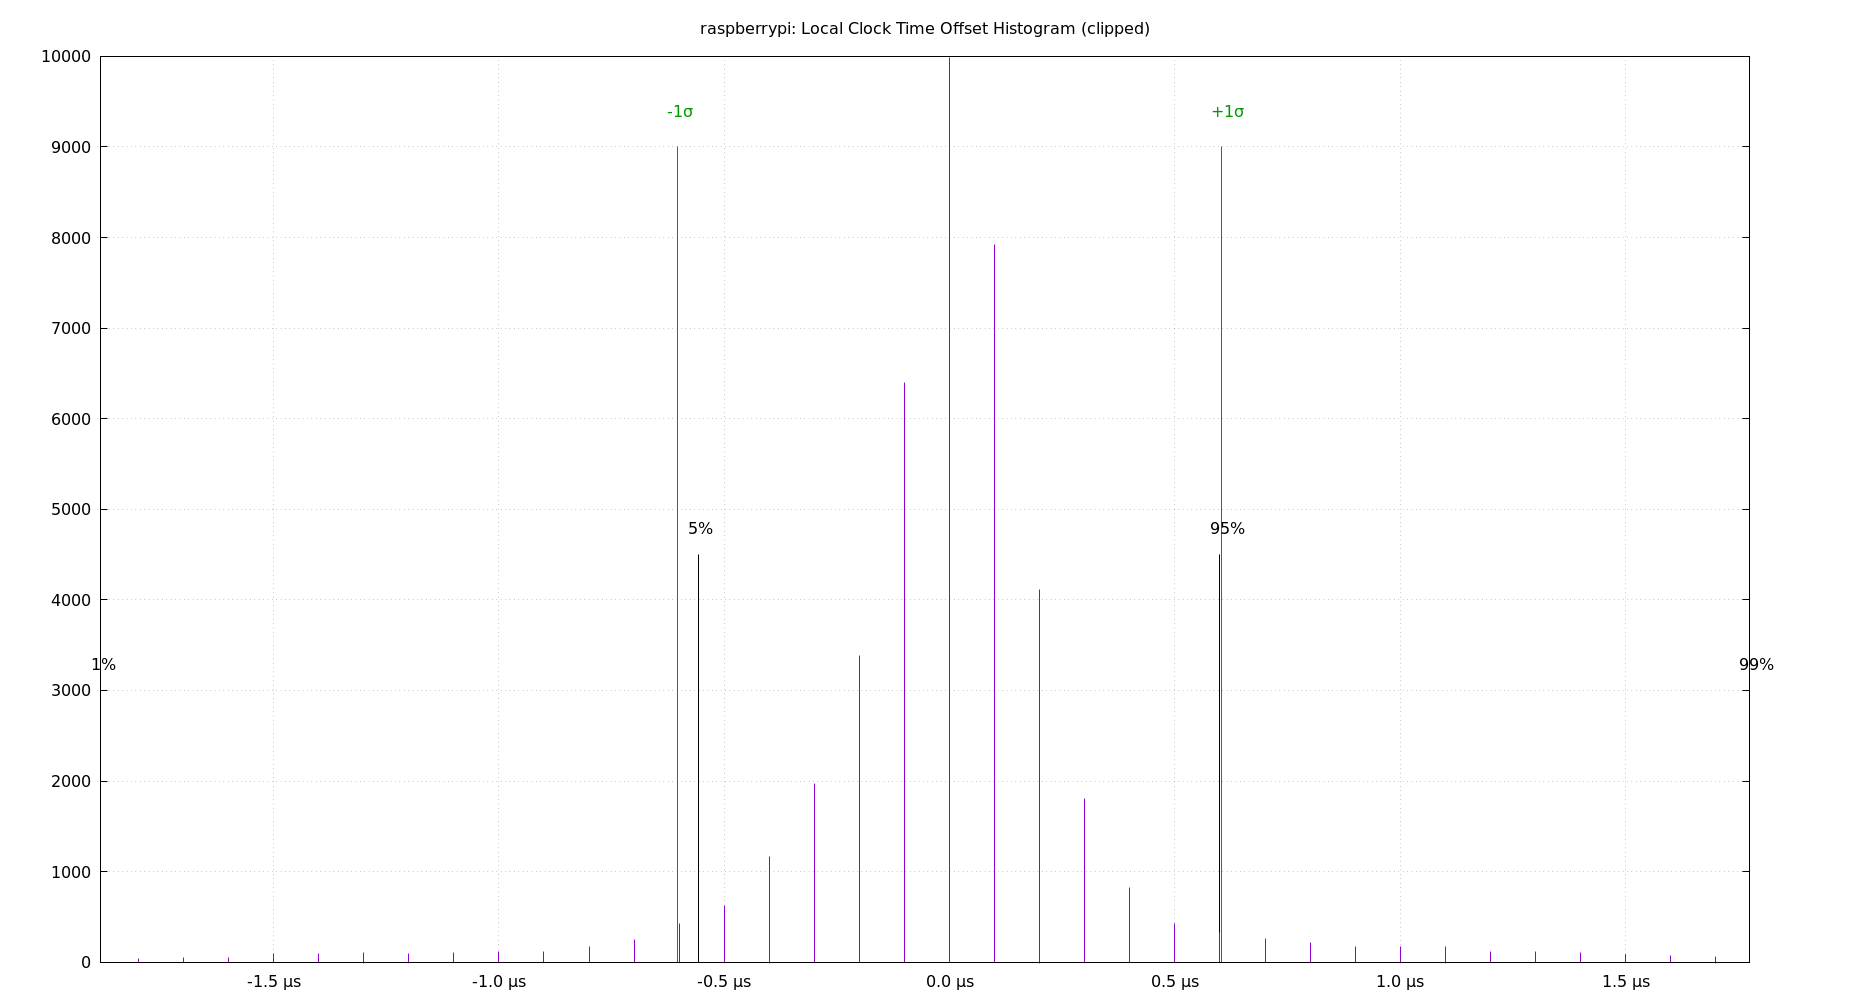 raspberrypi: Local Clock Time Offset Histogram (clipped)
10000
-1σ
+1σ
9000
8000
7000
6000
5000
5%
95%
4000
1%
99%
3000
2000
1000
0
-1.5 µs
-1.0 µs
-0.5 µs
0.0 µs
0.5 µs
1.0 µs
1.5 µs